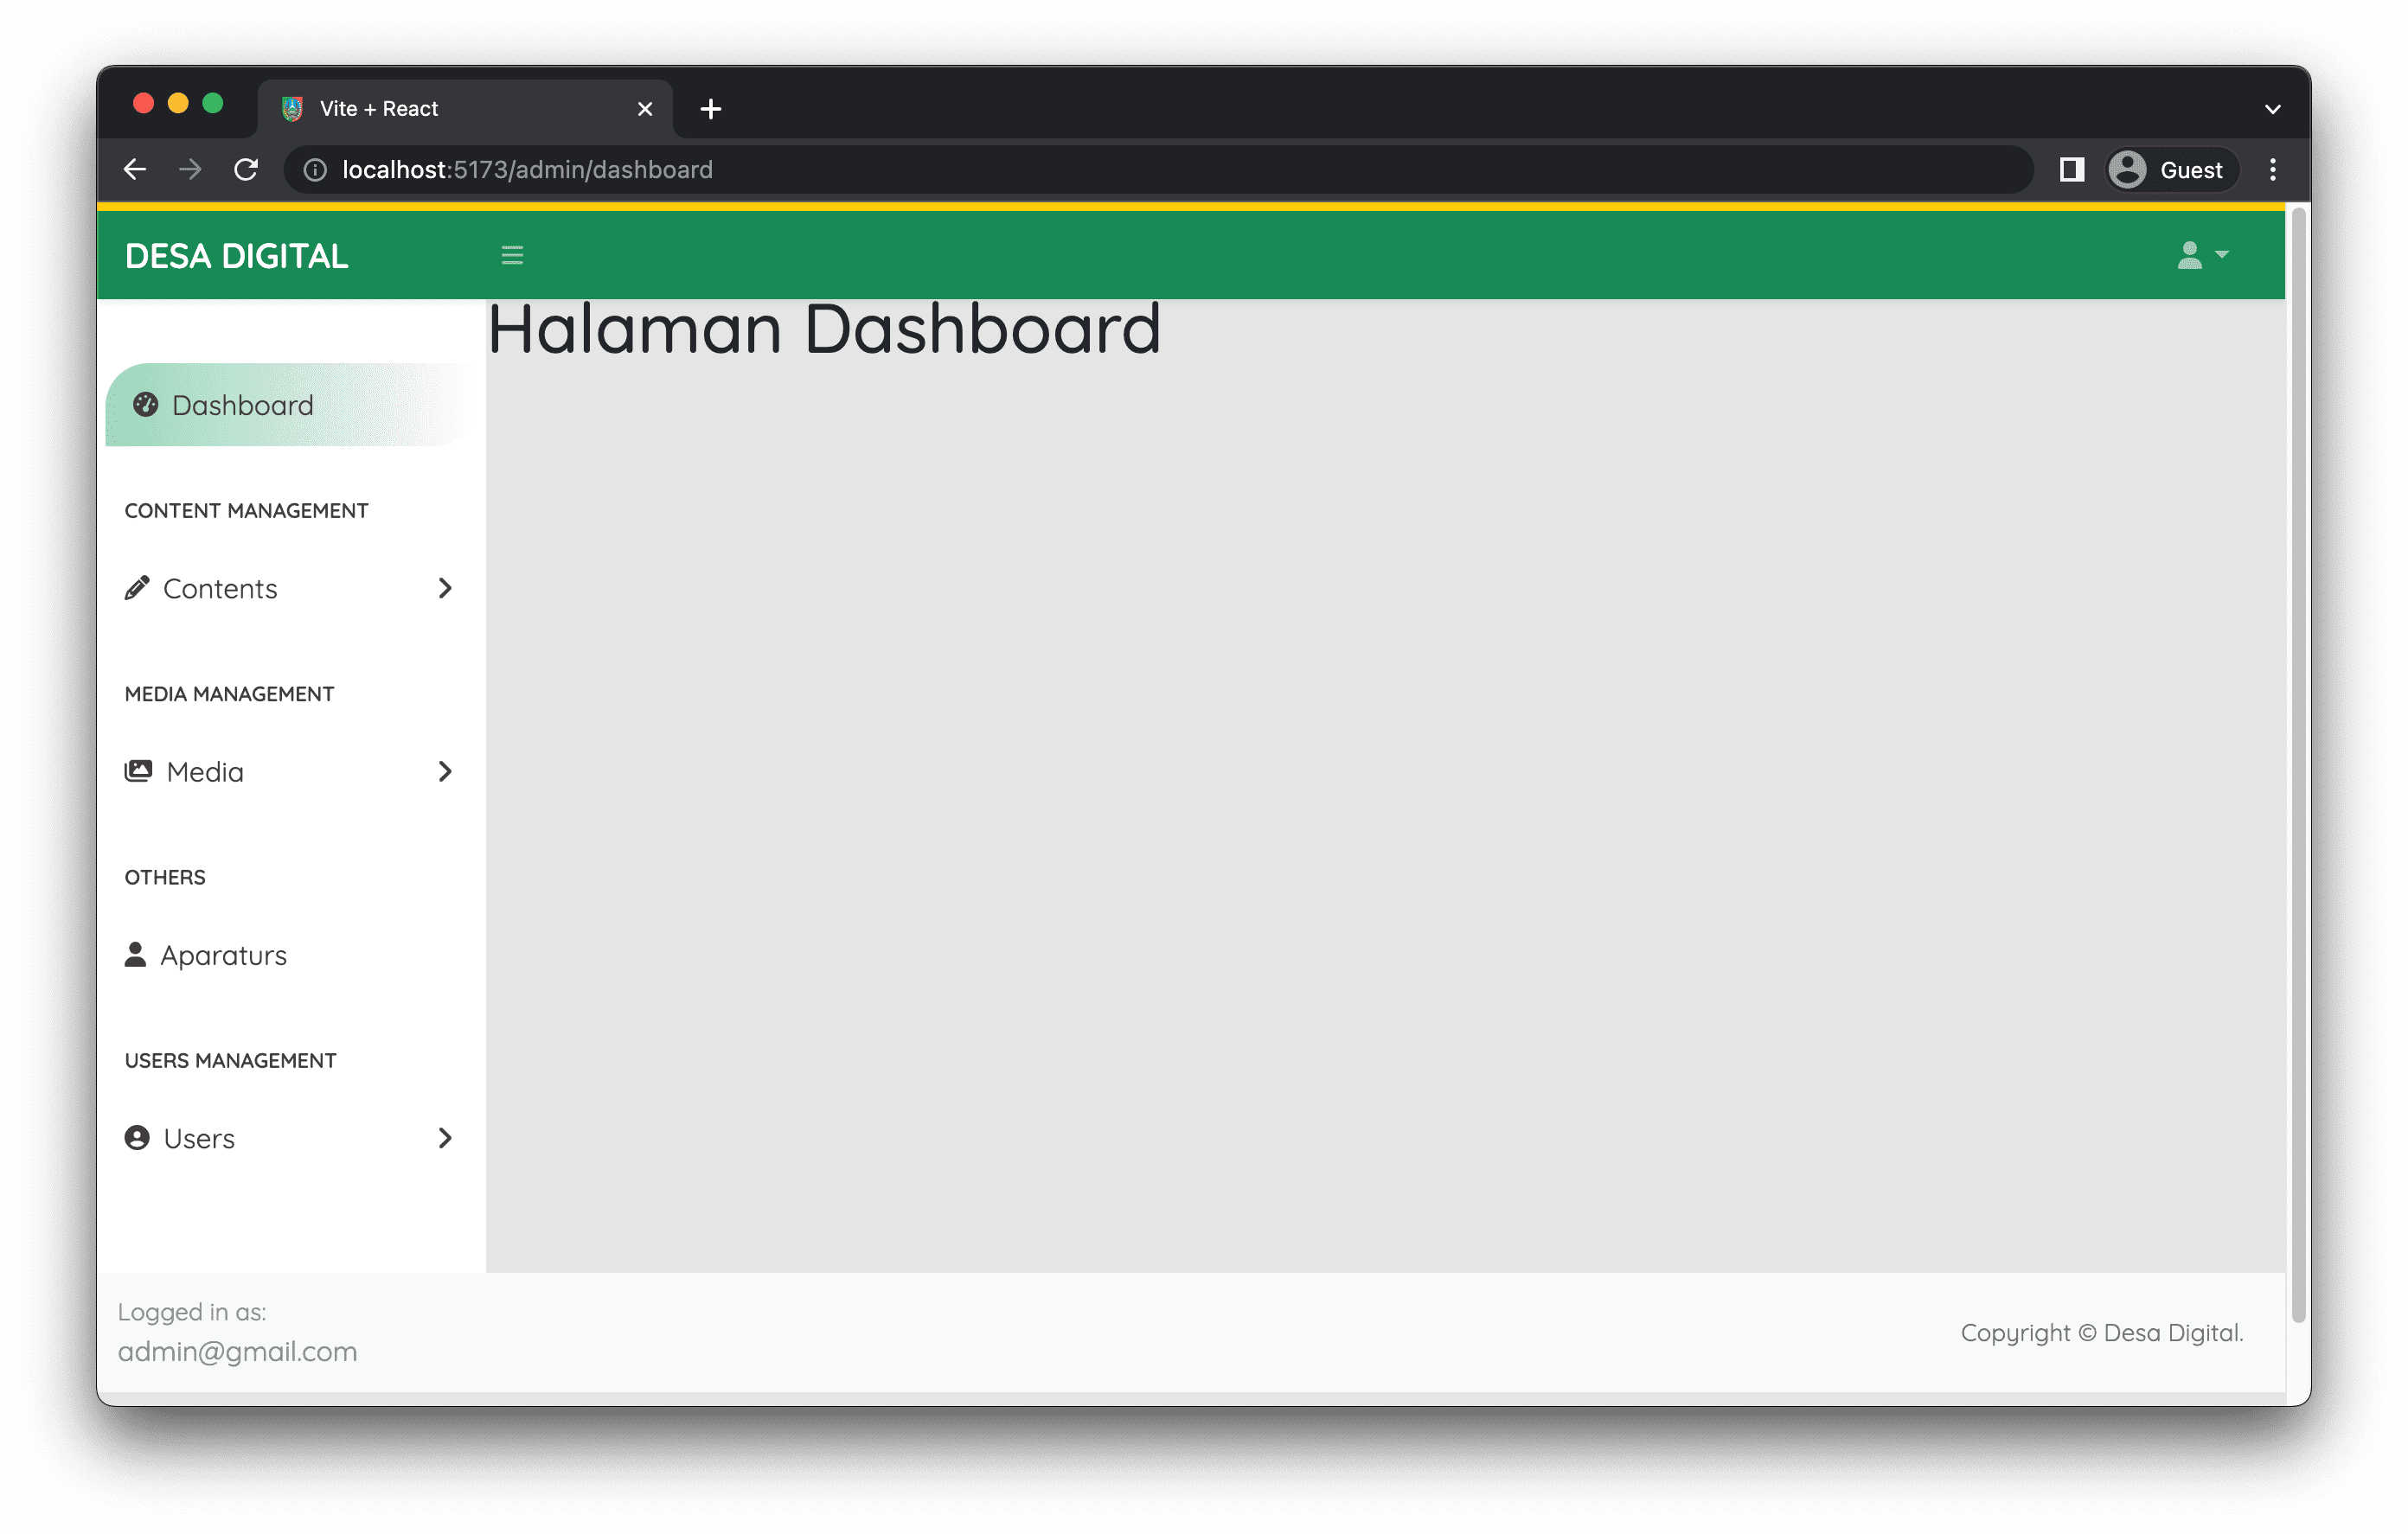 Vite + React
localhost:5173/admin/dashboard
Guest
DESA DIGITAL
Halaman Dashboard
Dashboard
CONTENT MANAGEMENT
Contents
MEDIA MANAGEMENT
Media
OTHERS
Aparaturs
USERS MANAGEMENT
Users
Logged in as:
admin@gmail.com
Copyright © Desa Digital.